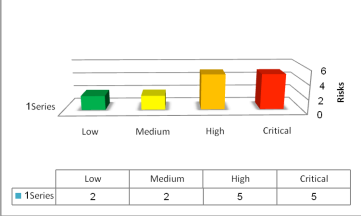 6
4
2
0
Risks
1Series
Low Medium High Critical
Low Medium High Critical
1Series 2 2 5 5